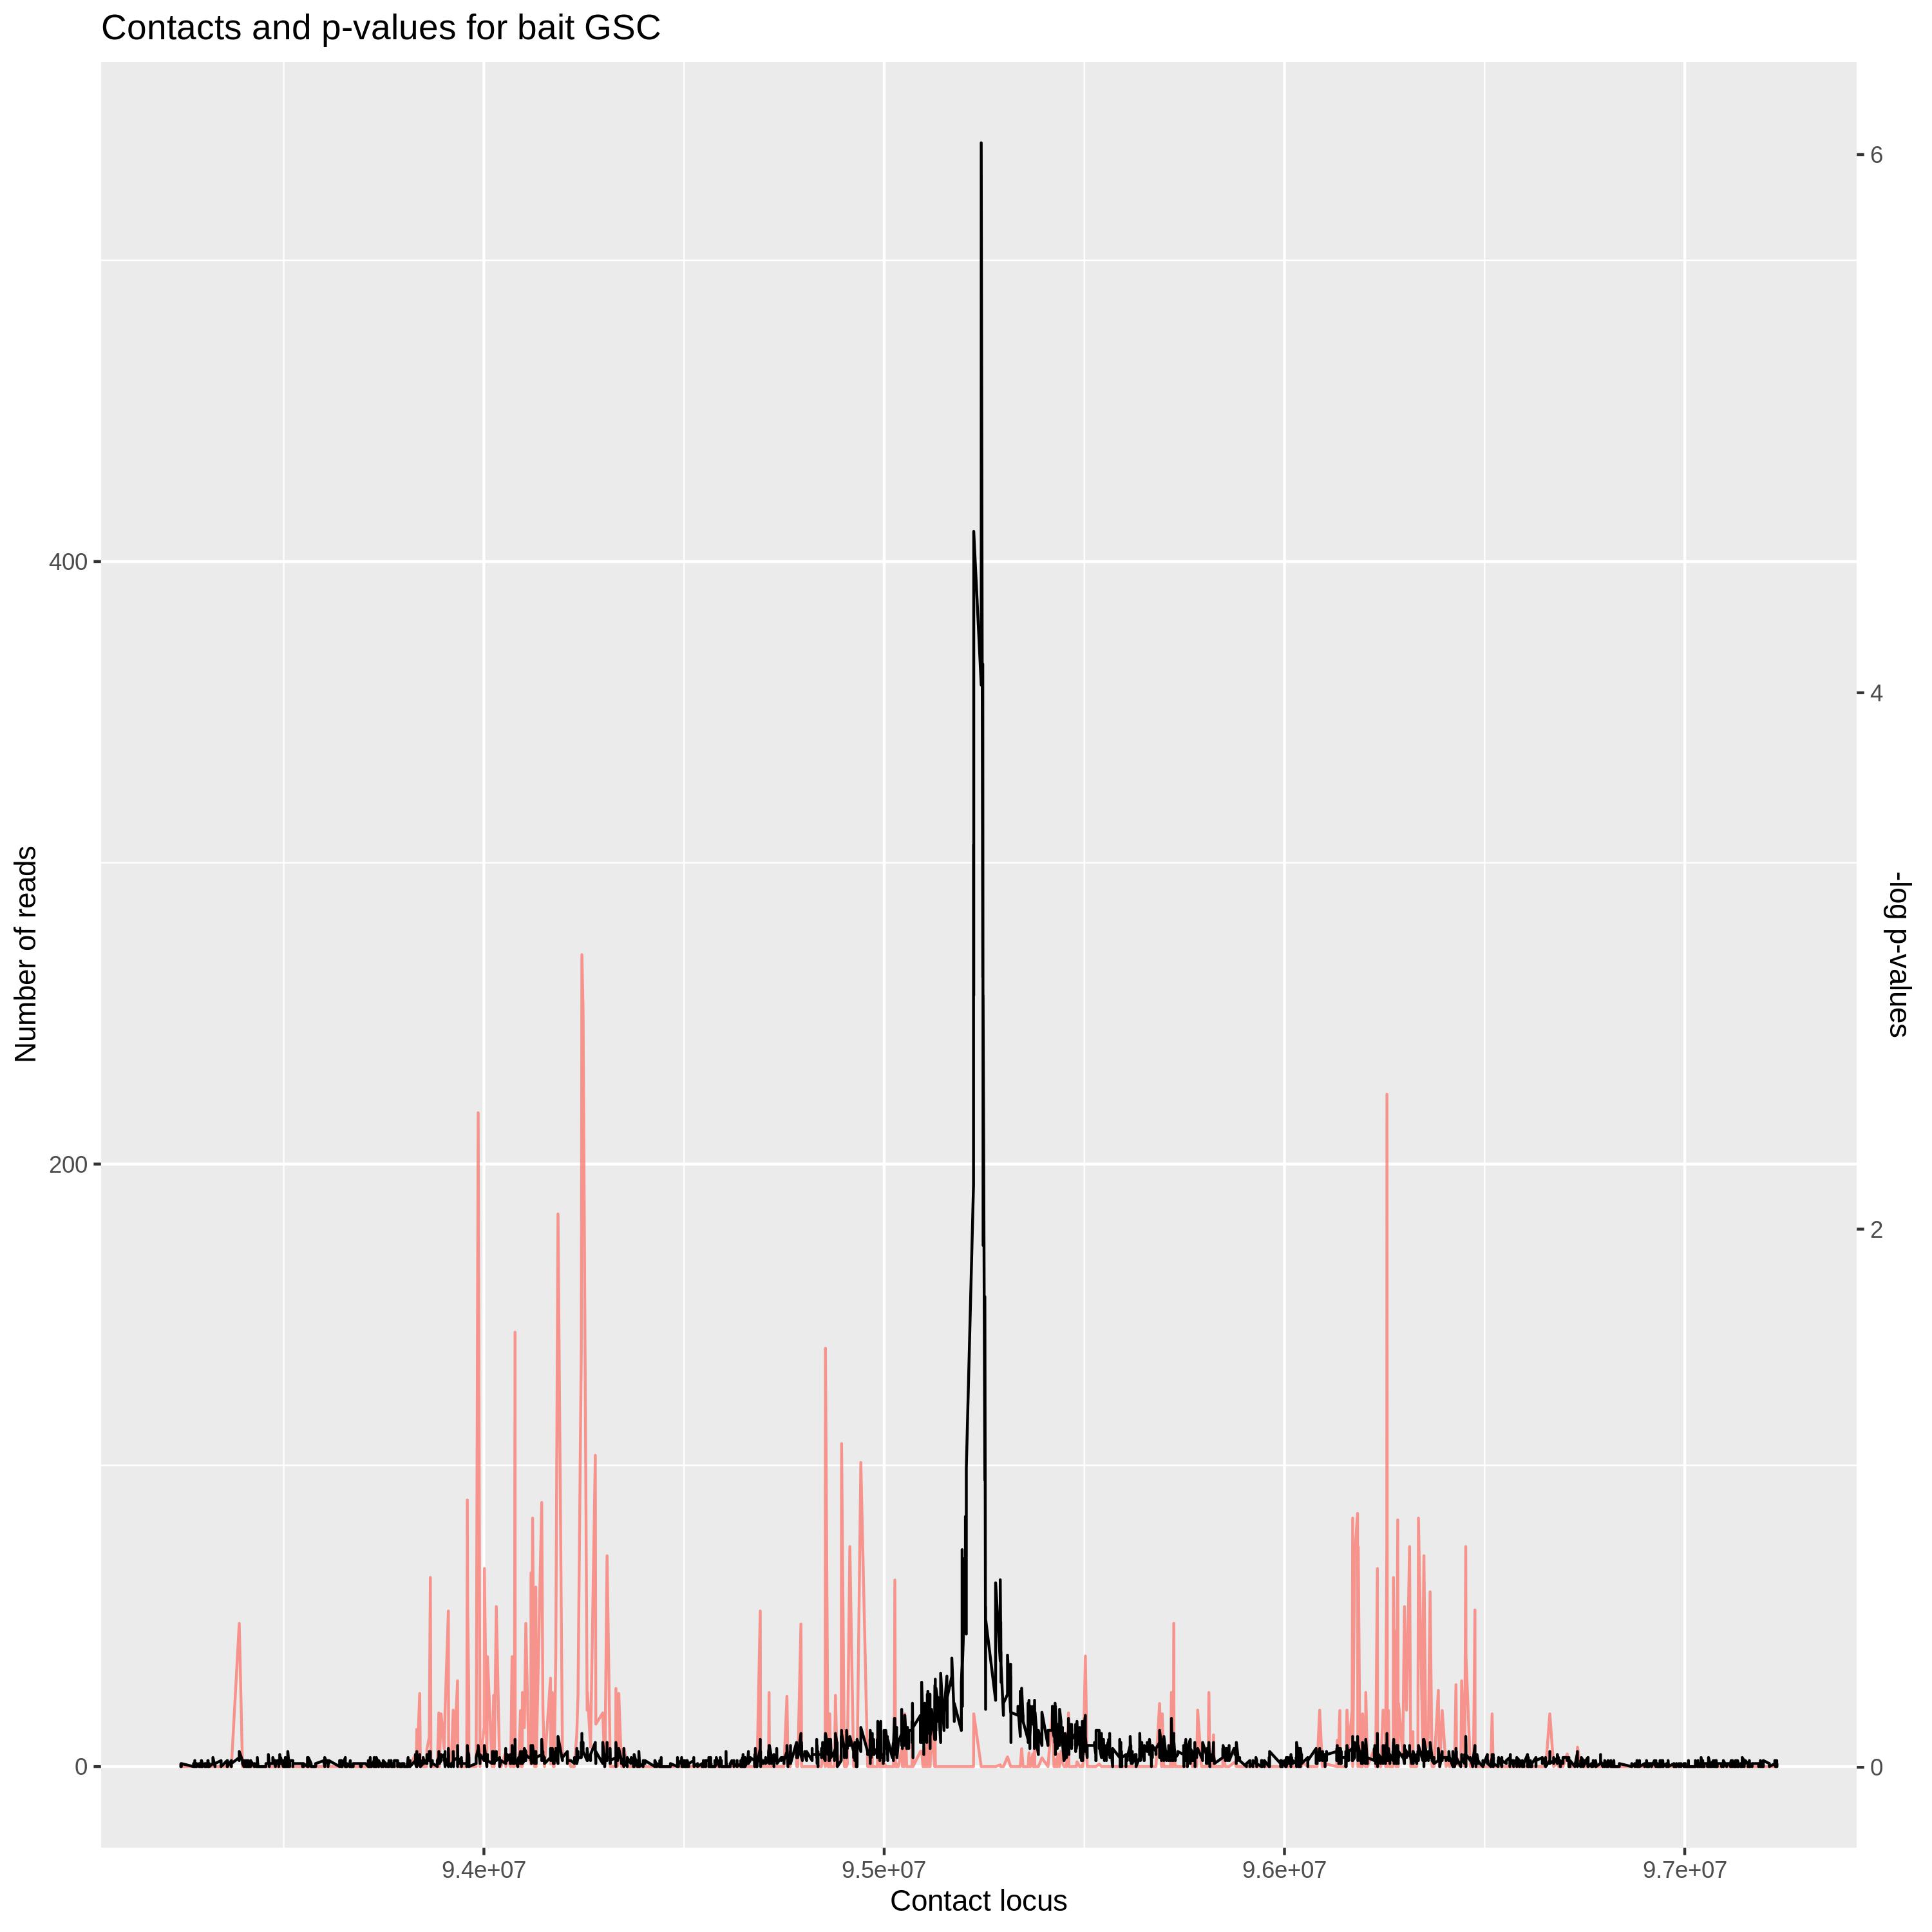 Contacts and p-values for bait GSC
6
400
4
Number of reads
-log p-values
200
2
0
0
9.4e+07
9.5e+07
9.6e+07
9.7e+07
Contact locus